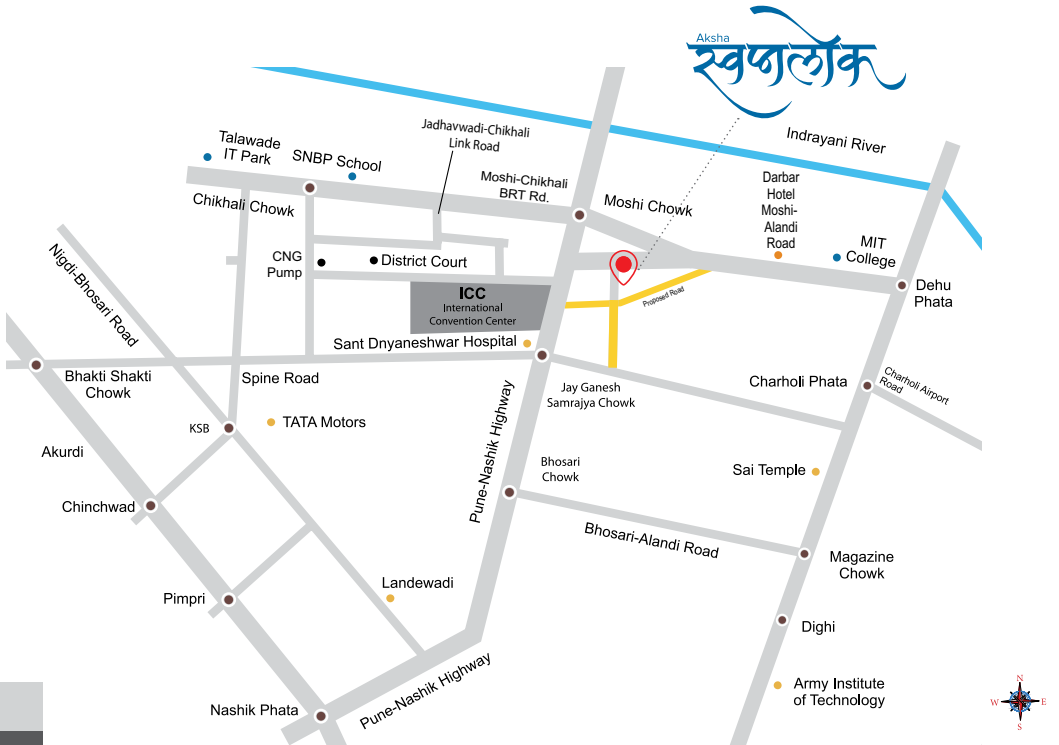 Aksha
स्वप्नलॉक
Indrayani River
Jadhavwadi-Chikhali
Link Road
Talawade
IT Park
SNBP School
Moshi-Chikhali
BRT Rd.
Chikhali Chowk
Moshi Chowk
Darbar
Hotel
Moshi-
Alandi
Road
MIT
College
CNG
Pump
District Court
Dehu
Phata
Nigdi-Bhosari Road
ICC
International
Convention Center
Proposed Road
Sant Dnyaneshwar Hospital
Bhakti Shakti
Chowk
Spine Road
Jay Ganesh
Samrajya Chowk
Charholi Phata
Charholi Airport
Road
KSB
TATA Motors
Pune-Nashik Highway
Akurdi
Bhosari
Chowk
Sai Temple
Chinchwad
Bhosari-Alandi Road
Magazine
Chowk
Landewadi
Pimpri
Dighi
Pune-Nashik Highway
Army Institute
of Technology
Nashik Phata
N
W
E
S